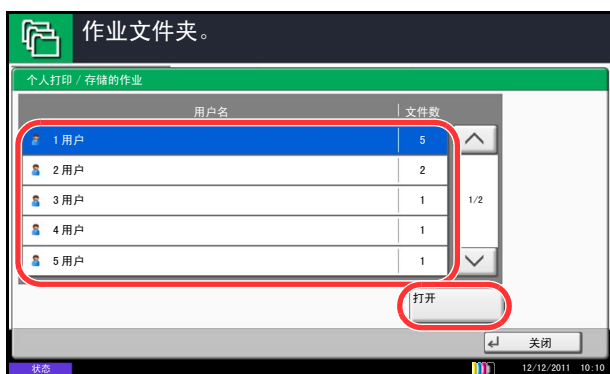 作业文件夹。
个人打印 / 存储的作业
用户名 文件数
1 用户 5
2 用户 2
3 用户 1
4 用户 1
5 用户 1
1/2
打开
关闭
状态 12/12/2011 10:10